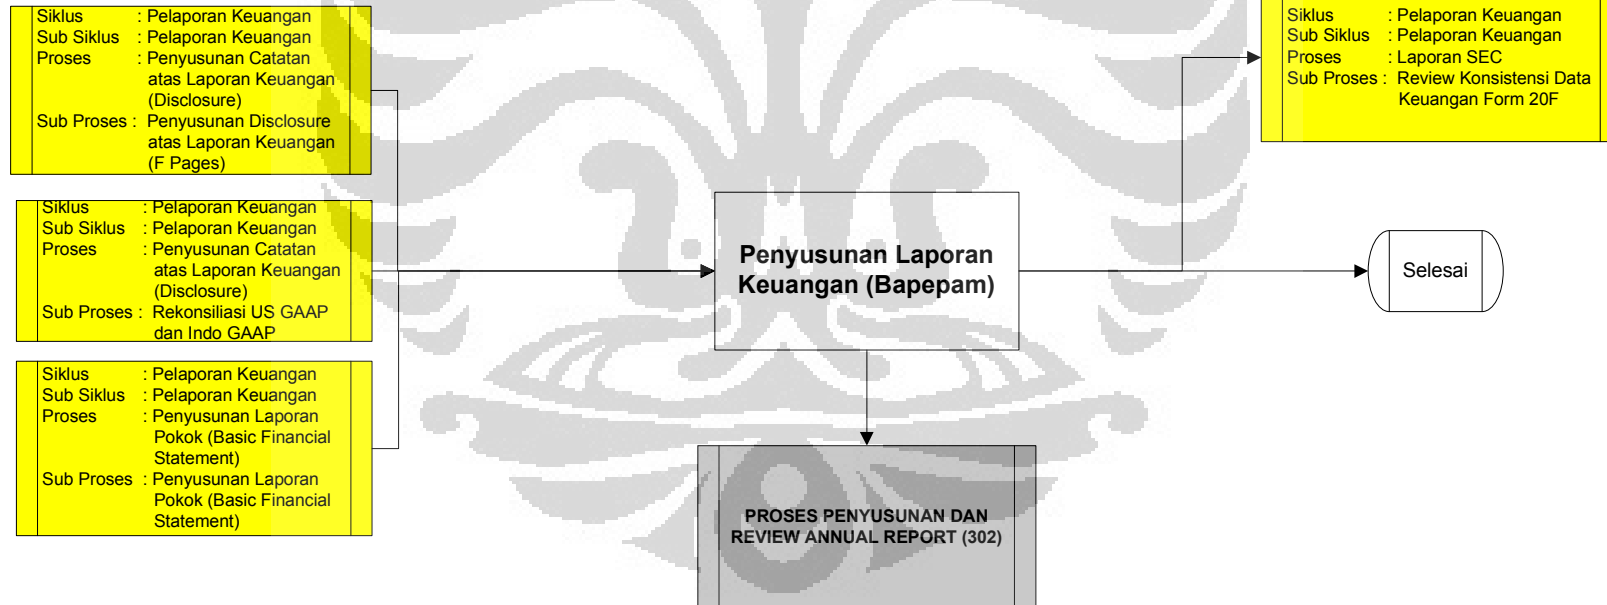 Siklus : Pelaporan Keuangan
Sub Siklus : Pelaporan Keuangan
Proses : Penyusunan Catatan
atas Laporan Keuangan
(Disclosure)
Sub Proses : Penyusunan Disclosure
atas Laporan Keuangan
(F Pages)
Siklus : Pelaporan Keuangan
Sub Siklus : Pelaporan Keuangan
Proses : Penyusunan Catatan
atas Laporan Keuangan
(Disclosure)
Sub Proses : Rekonsiliasi US GAAP
dan Indo GAAP
Siklus : Pelaporan Keuangan
Sub Siklus : Pelaporan Keuangan
Proses : Penyusunan Laporan
Pokok (Basic Financial
Statement)
Sub Proses : Penyusunan Laporan
Pokok (Basic Financial
Statement)
Penyusunan Laporan
Keuangan (Bapepam)
PROSES PENYUSUNAN DAN
REVIEW ANNUAL REPORT (302)
Siklus : Pelaporan Keuangan
Sub Siklus : Pelaporan Keuangan
Proses : Laporan SEC
Sub Proses : Review Konsistensi Data
Keuangan Form 20F
Selesai